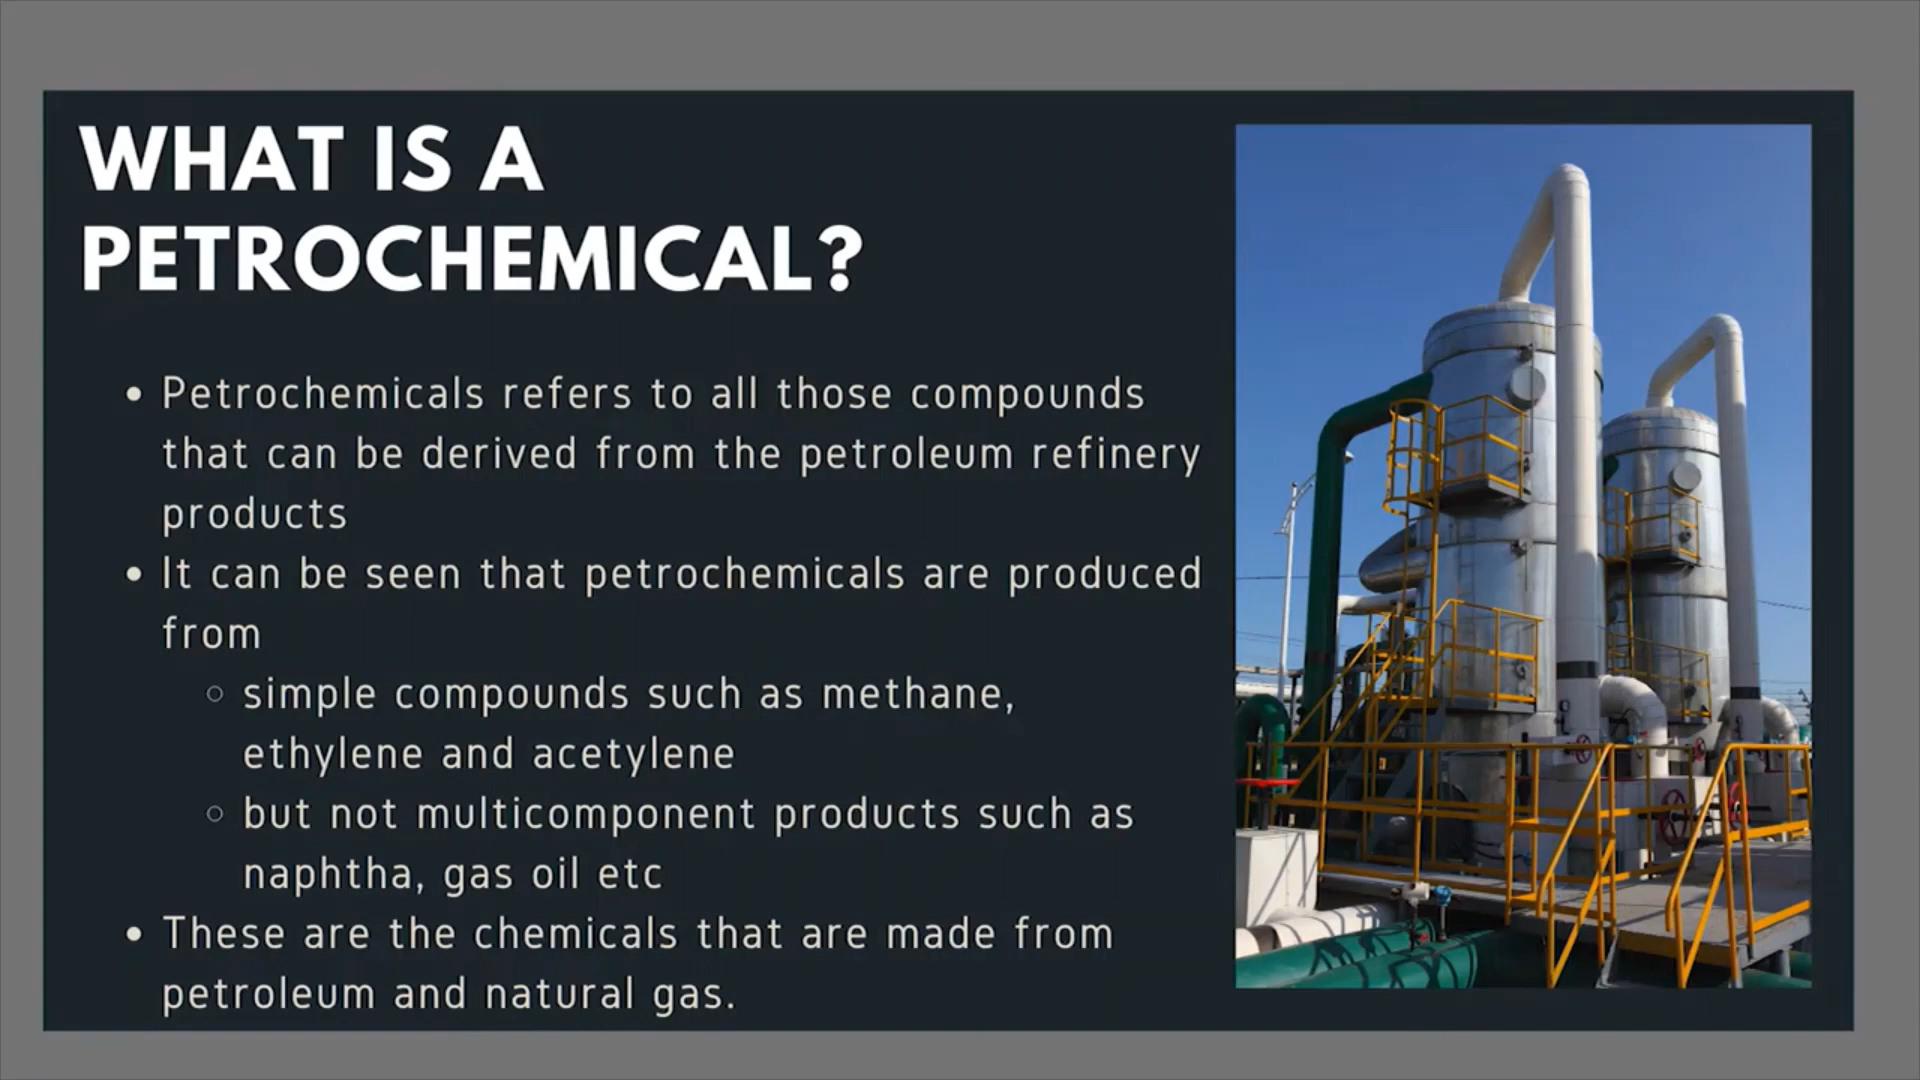 WHAT IS A
PETROCHEMICAL?
• Petrochemicals refers to all those compounds
that can be derived from the petroleum refinery
products
• It can be seen that petrochemicals are produced
from
○ simple compounds such as methane,
ethylene and acetylene
○ but not multicomponent products such as
naphtha, gas oil etc
• These are the chemicals that are made from
petroleum and natural gas.